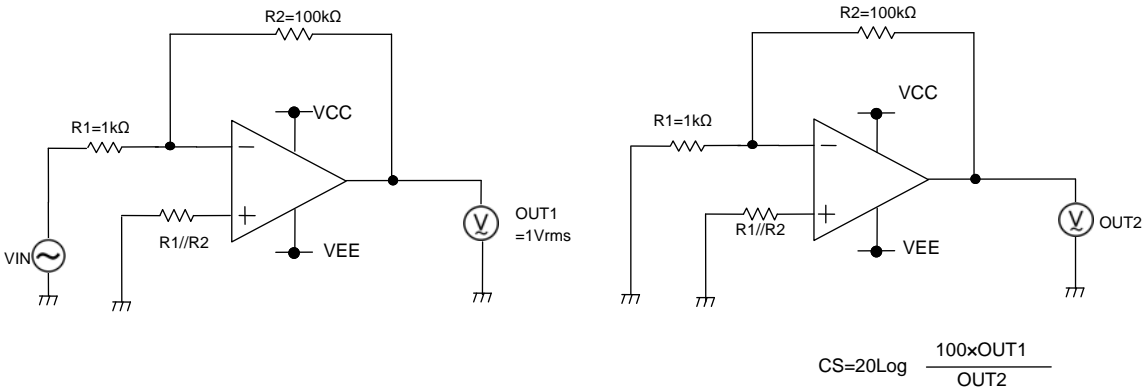 R2=100kΩ
VCC
R1=1kΩ
−
+
R1//R2
VEE
VIN
V
OUT1
=1Vrms
R2=100kΩ
VCC
R1=1kΩ
−
+
R1//R2
VEE
V
OUT2
CS=20Log 100×OUT1
OUT2